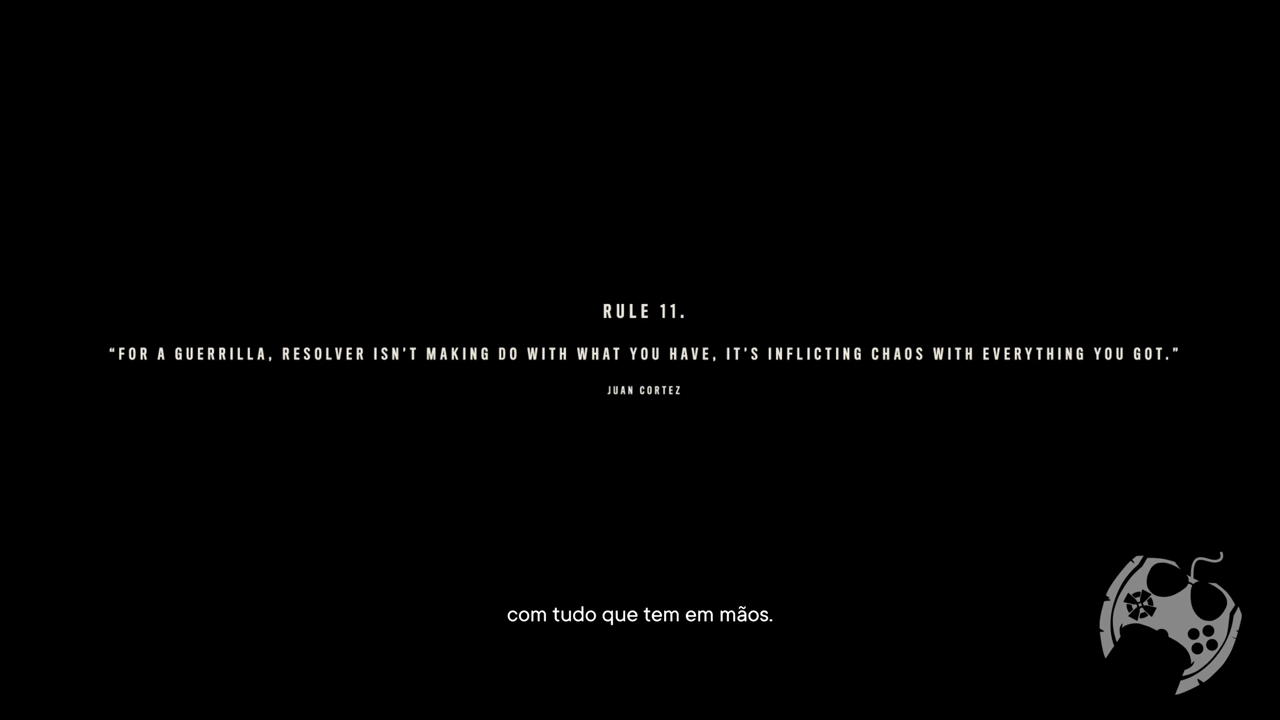 RULE 11.
“FOR A GUERRILLA, RESOLVER ISN’T MAKING DO WITH WHAT YOU HAVE, IT’S INFLICTING CHAOS WITH EVERYTHING YOU GOT.”
JUAN CORTEZ
com tudo que tem em mãos.